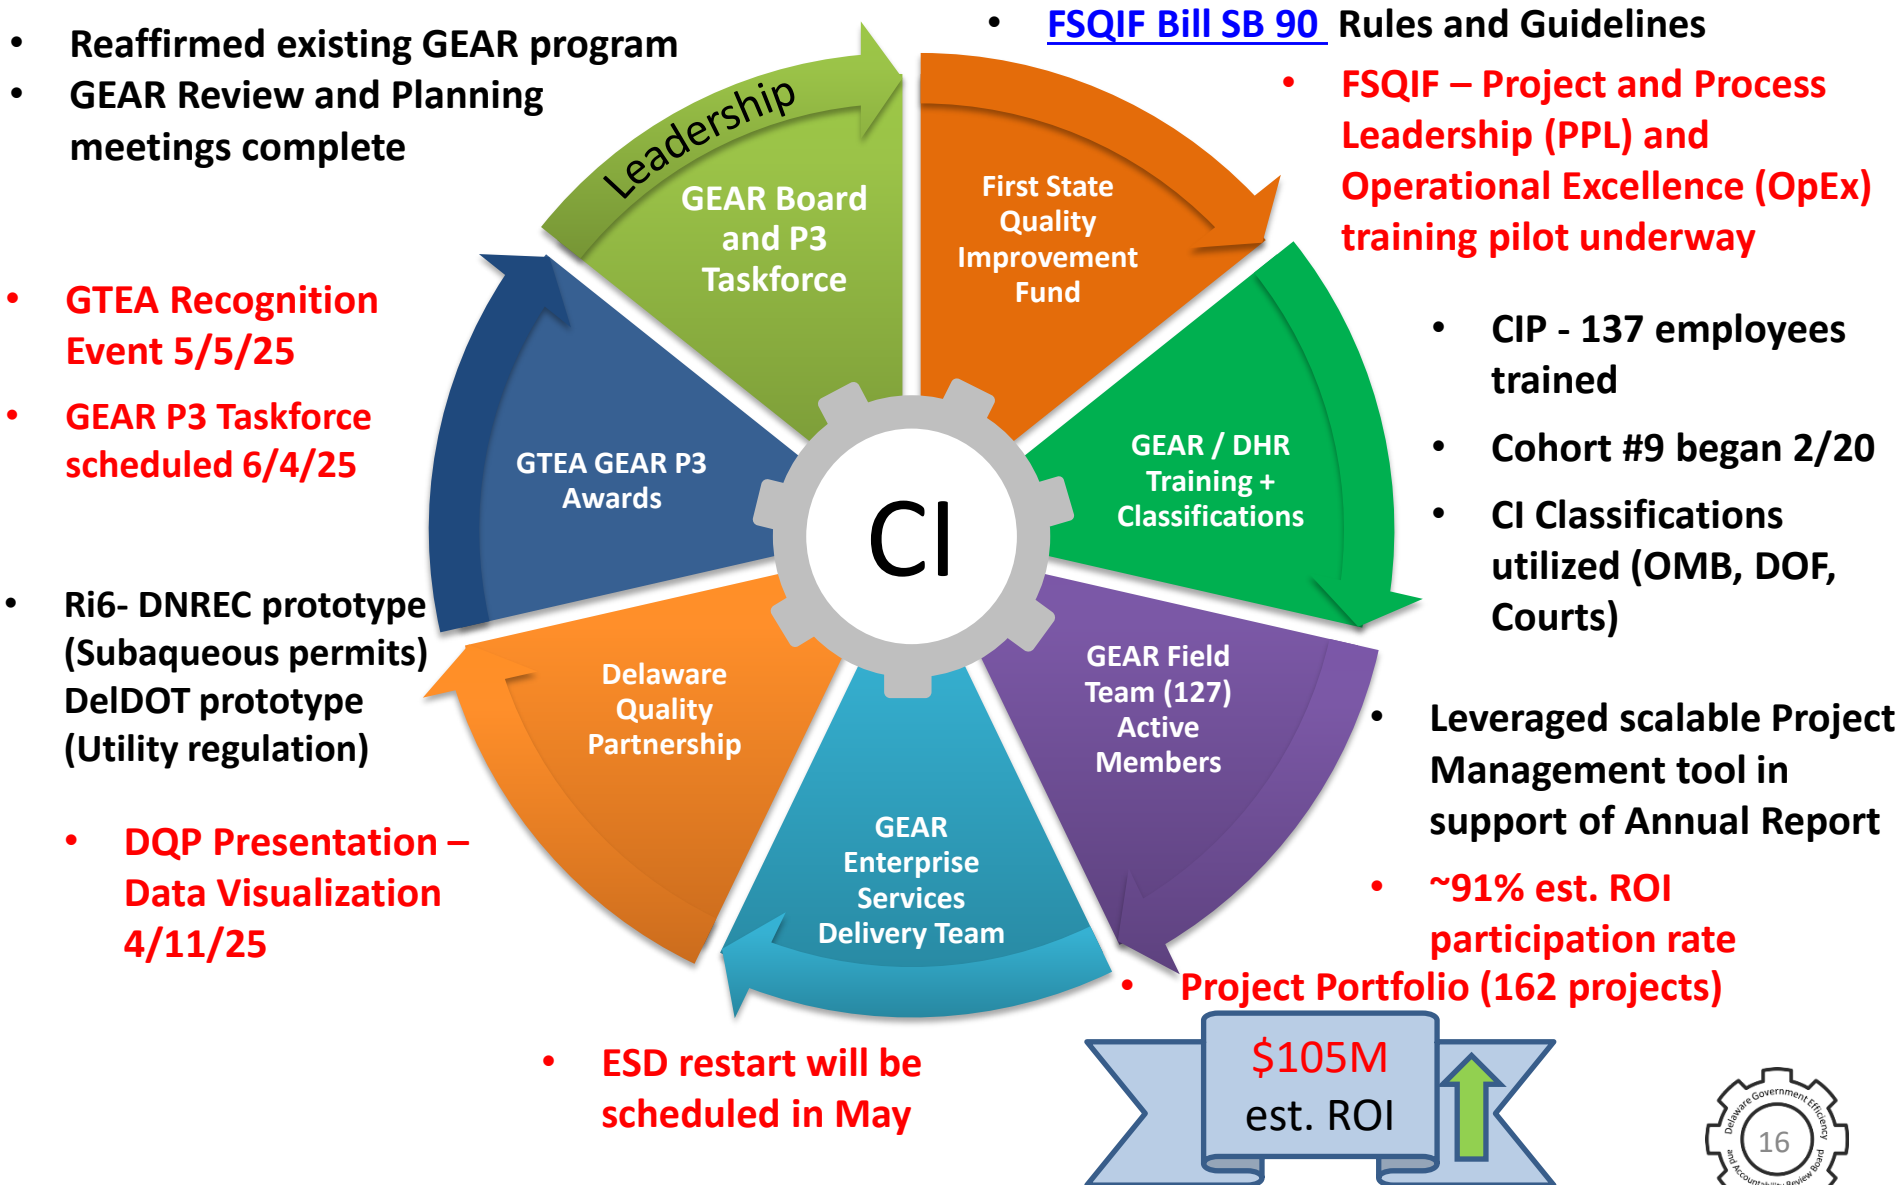 • Reaffirmed existing GEAR program
• GEAR Review and Planning
meetings complete
• FSQIF Bill SB 90 Rules and Guidelines
• FSQIF – Project and Process
Leadership (PPL) and
Operational Excellence (OpEx)
training pilot underway
• CIP - 137 employees
trained
• Cohort #9 began 2/20
• CI Classifications
utilized (OMB, DOF,
Courts)
• Leveraged scalable Project
Management tool in
support of Annual Report
• ~91% est. ROI
participation rate
• Project Portfolio (162 projects)
$105M
est. ROI
• ESD restart will be
scheduled in May
• GTEA Recognition
Event 5/5/25
• GEAR P3 Taskforce
scheduled 6/4/25
• Ri6- DNREC prototype
(Subaqueous permits)
DelDOT prototype
(Utility regulation)
• DQP Presentation –
Data Visualization
4/11/25
Leadership
GEAR Board
and P3
Taskforce
First State
Quality
Improvement
Fund
GEAR / DHR
Training +
Classifications
GEAR Field
Team (127)
Active
Members
GEAR
Enterprise
Services
Delivery Team
Delaware
Quality
Partnership
GTEA GEAR P3
Awards
CI
Delaware Government Efficiency
and Accountability Review Board
16